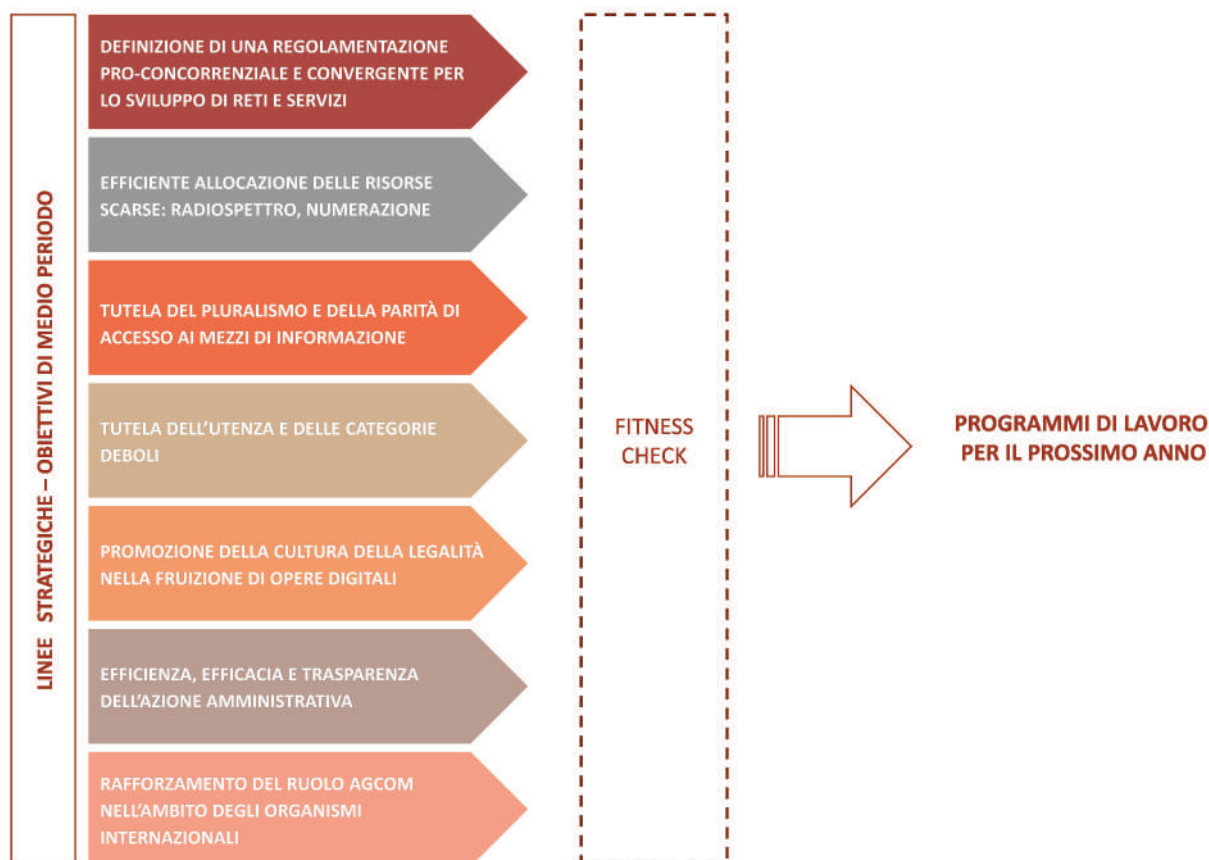 LINEE STRATEGICHE – OBIETTIVI DI MEDIO PERIODO
DEFINIZIONE DI UNA REGOLAMENTAZIONE
PRO-CONCORRENZIALE E CONVERGENTE PER
LO SVILUPPO DI RETI E SERVIZI
EFFICIENTE ALLOCAZIONE DELLE RISORSE
SCARSE: RADIOSPETTRO, NUMERAZIONE
TUTELA DEL PLURALISMO E DELLA PARITÀ DI
ACCESSO AI MEZZI DI INFORMAZIONE
TUTELA DELL’UTENZA E DELLE CATEGORIE
DEBOLI
PROMOZIONE DELLA CULTURA DELLA LEGALITÀ
NELLA FRUIZIONE DI OPERE DIGITALI
EFFICIENZA, EFFICACIA E TRASPARENZA
DELL’AZIONE AMMINISTRATIVA
RAFFORZAMENTO DEL RUOLO AGCOM
NELL’AMBITO DEGLI ORGANISMI
INTERNAZIONALI
FITNESS
CHECK
PROGRAMMI DI LAVORO
PER IL PROSSIMO ANNO